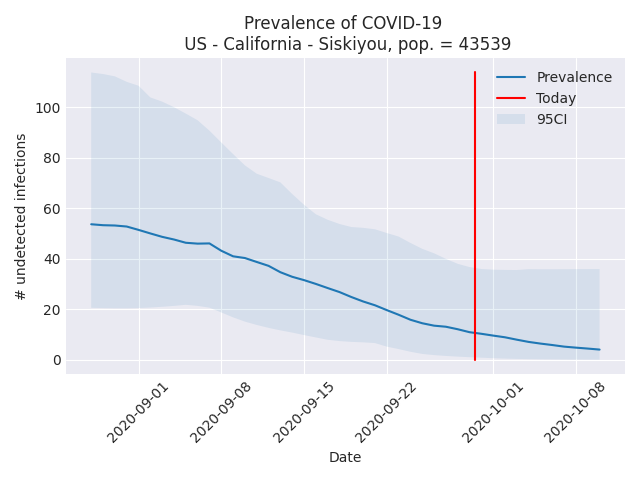 Prevalence of COVID-19
US - California - Siskiyou, pop. = 43539
Prevalence
Today
95CI
# undetected infections
100
80
60
40
20
0
2020-09-01
2020-09-08
2020-09-15
2020-09-22
2020-10-01
2020-10-08
Date